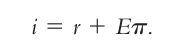 i = r + Eπ.